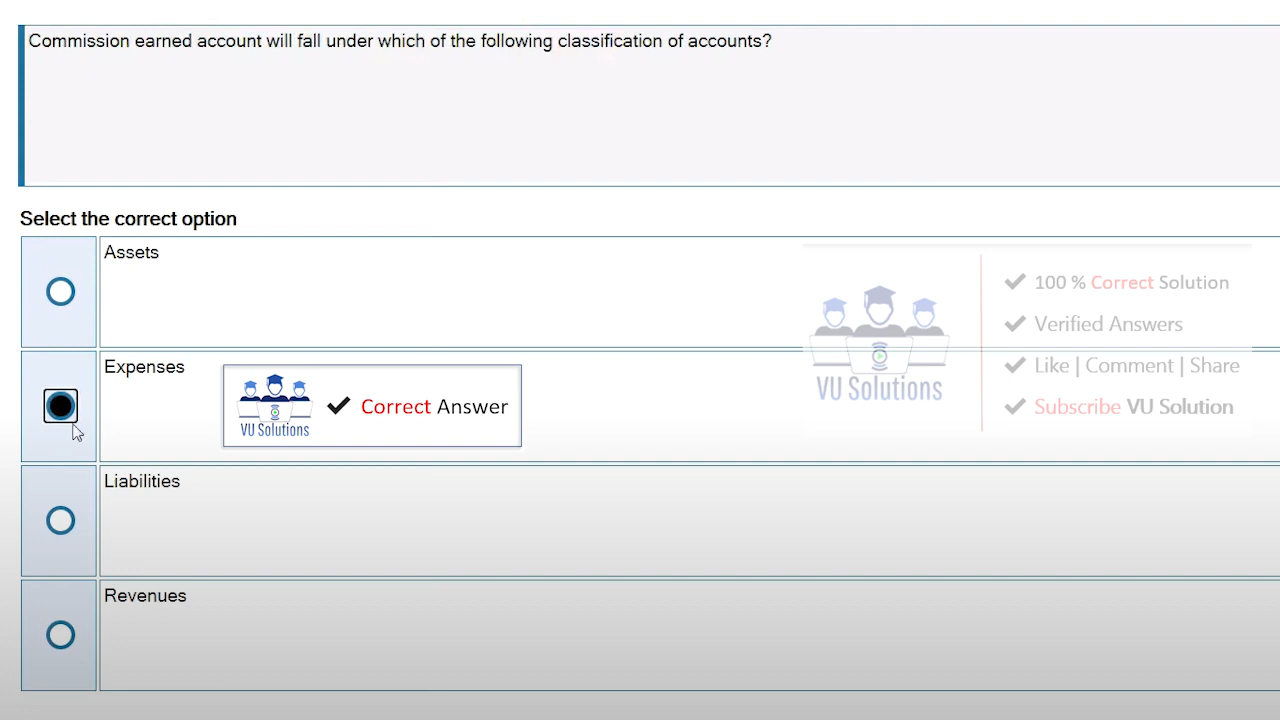 Commission earned account will fall under which of the following classification of accounts?
Select the correct option
Assets
100 % Correct Solution
Verified Answers
Like | Comment | Share
Subscribe VU Solution
VU Solutions
Expenses
Correct Answer
VU Solutions
Liabilities
Revenues